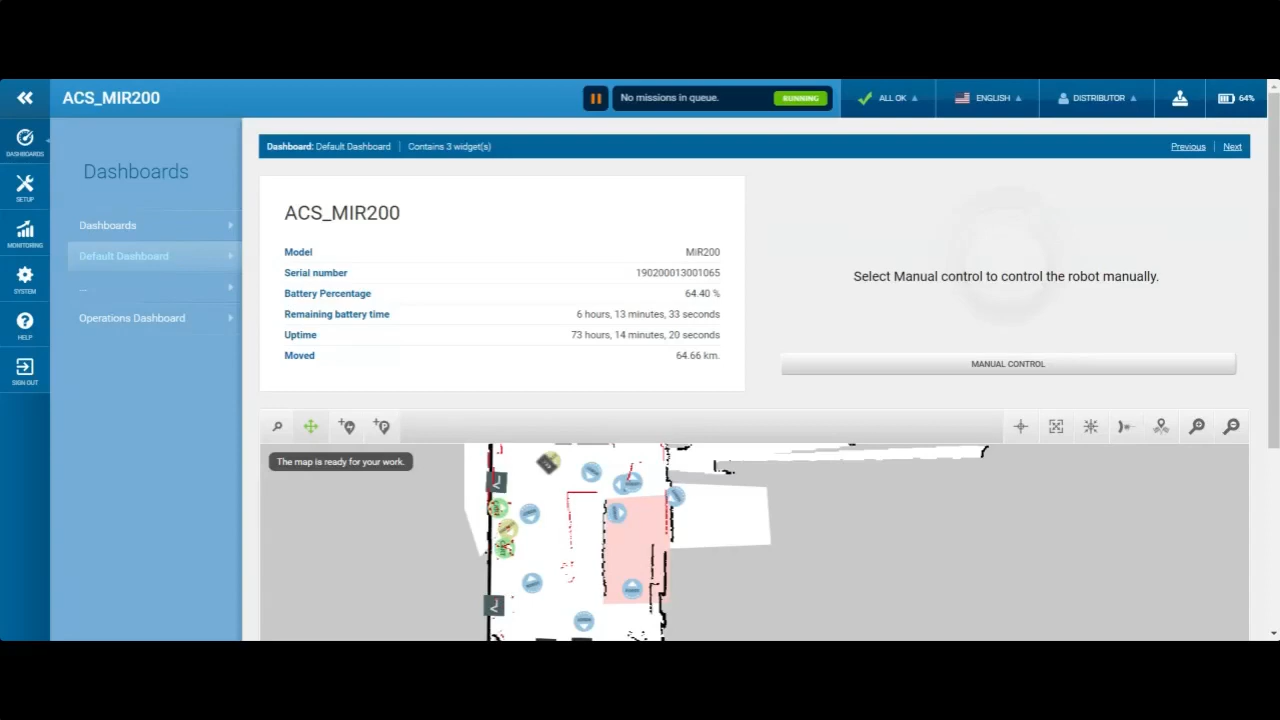 ACS_MIR200
No missions in queue.
RUNNING
ALL OK
ENGLISH
DISTRIBUTOR
64%
DASHBOARDS
SETUP
MONITORING
SYSTEM
HELP
SIGN OUT
Dashboards
Dashboards
Default Dashboard
...
Operations Dashboard
Dashboard: Default Dashboard | Contains 3 widget(s)
Previous | Next
ACS_MIR200
Model MiR200
Serial number 190200013001065
Battery Percentage 64.40 %
Remaining battery time 6 hours, 13 minutes, 33 seconds
Uptime 73 hours, 14 minutes, 20 seconds
Moved 64.66 km.
Select Manual control to control the robot manually.
MANUAL CONTROL
The map is ready for your work.